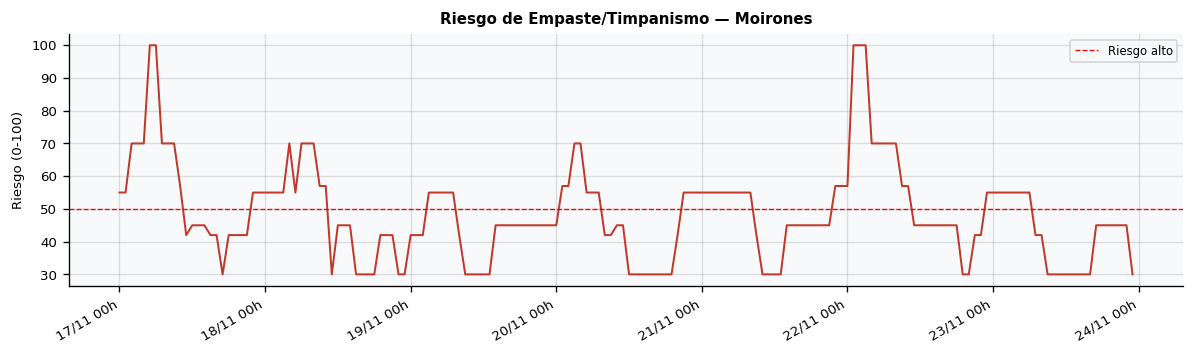 Riesgo de Empaste/Timpanismo — Moirones
Riesgo alto
Riesgo (0-100)
100
90
80
70
60
50
40
30
17/11 00h
18/11 00h
19/11 00h
20/11 00h
21/11 00h
22/11 00h
23/11 00h
24/11 00h